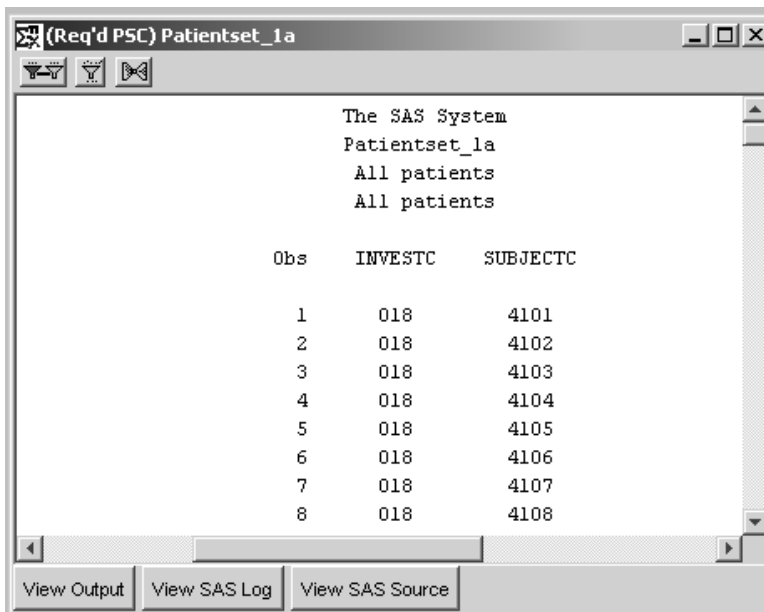 (Req'd PSC) Patientset_1a
The SAS System
Patientset_1a
All patients
All patients
Obs INVESTC SUBJECTC
1 018 4101
2 018 4102
3 018 4103
4 018 4104
5 018 4105
6 018 4106
7 018 4107
8 018 4108
View Output View SAS Log View SAS Source